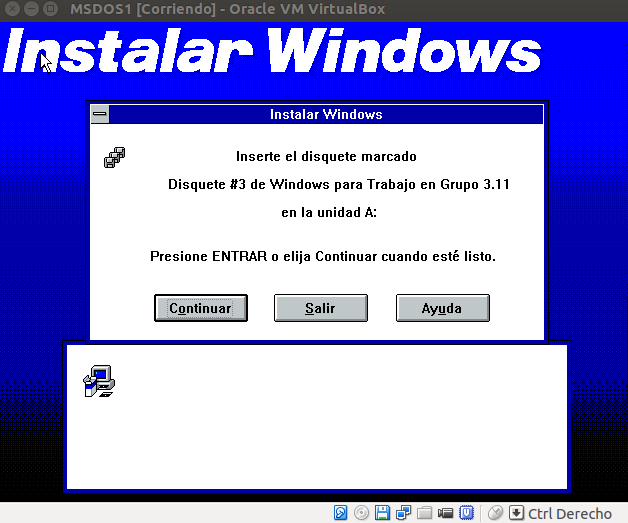 MSDOS1 [Corriendo] - Oracle VM VirtualBox
Instalar Windows
Instalar Windows
Inserte el disquete marcado
Disquete #3 de Windows para Trabajo en Grupo 3.11
en la unidad A:
Presione ENTRAR o elija Continuar cuando esté listo.
Continuar Salir Ayuda
Ctrl Derecho